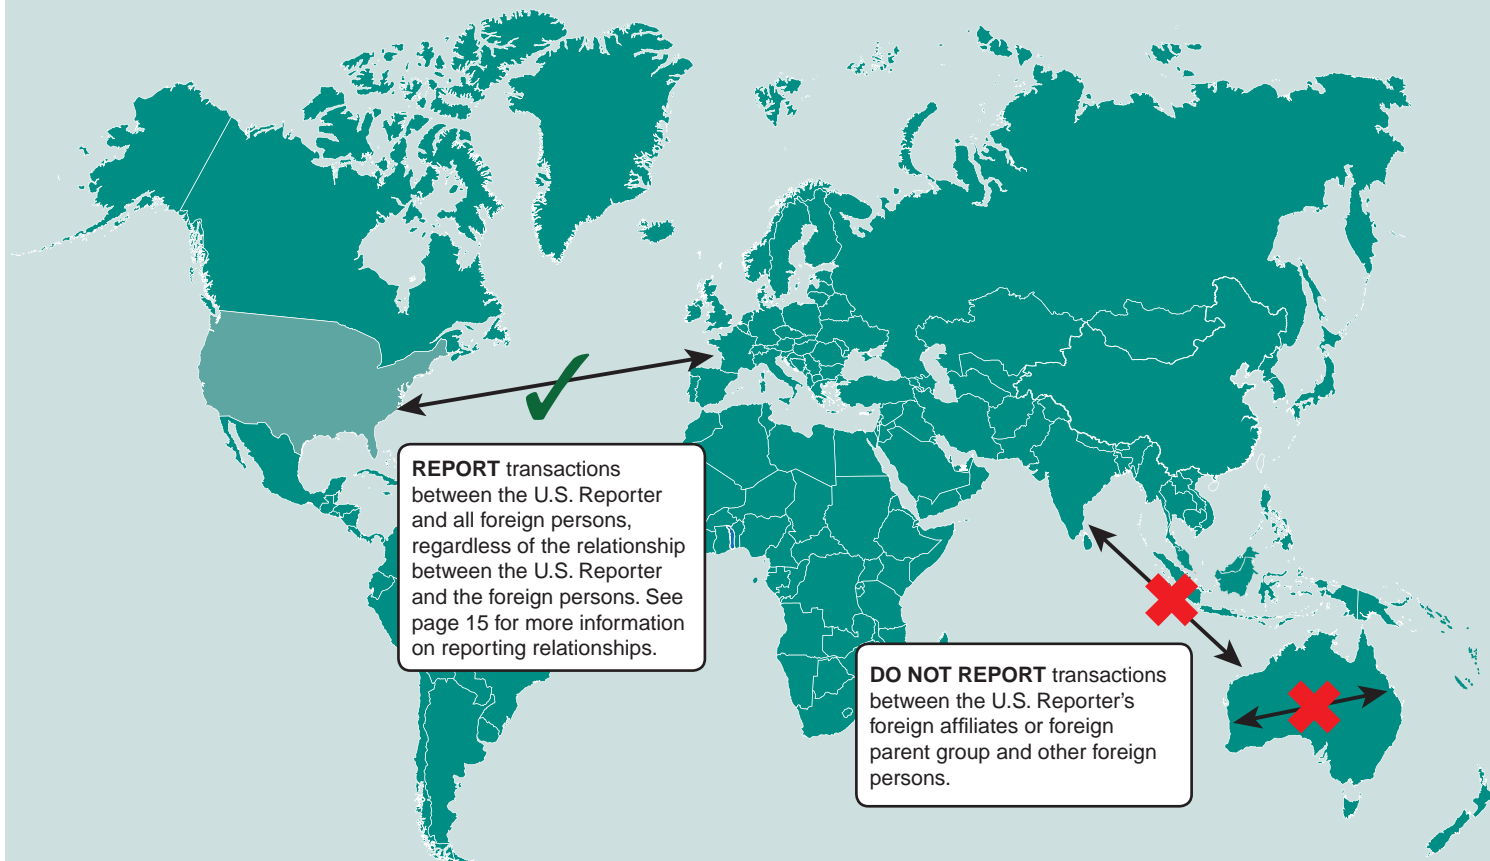 REPORT transactions
between the U.S. Reporter
and all foreign persons,
regardless of the relationship
between the U.S. Reporter
and the foreign persons. See
page 15 for more information
on reporting relationships.
DO NOT REPORT transactions
between the U.S. Reporter’s
foreign affiliates or foreign
parent group and other foreign
persons.